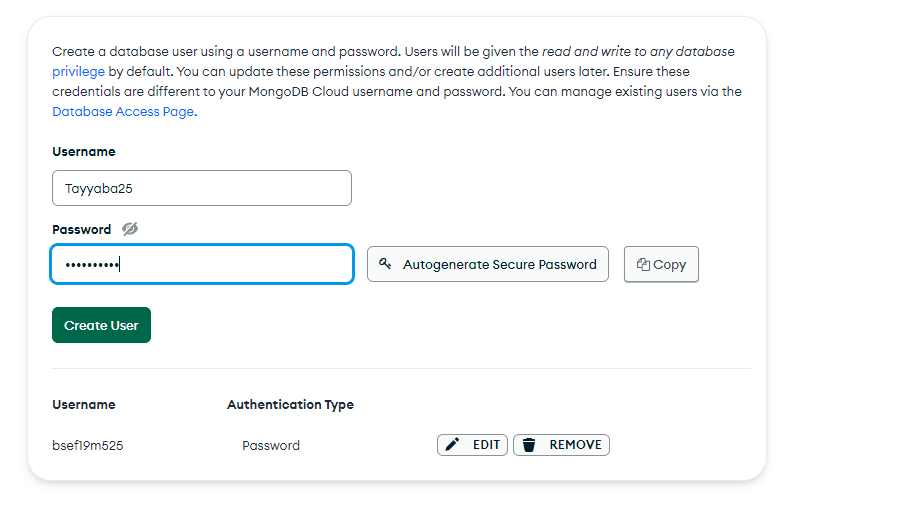 Create a database user using a username and password. Users will be given the read and write to any database
privilege by default. You can update these permissions and/or create additional users later. Ensure these
credentials are different to your MongoDB Cloud username and password. You can manage existing users via the
Database Access Page.
Username
Tayyaba25
Password
••••••••••
Autogenerate Secure Password
Copy
Create User
Username Authentication Type
bsef19m525 Password EDIT REMOVE